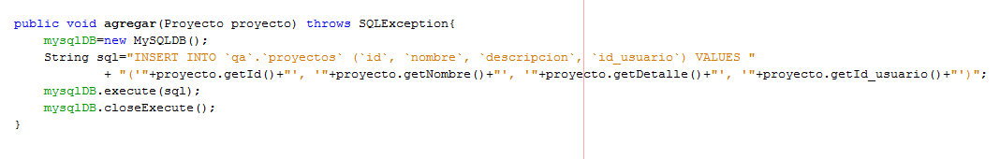 public void agregar(Proyecto proyecto) throws SQLException{
    mysqlDB=new MySQLDB();
    String sql="INSERT INTO `qa`.`proyectos` (`id`, `nombre`, `descripcion`, `id_usuario`) VALUES "
            + "('"+proyecto.getId()+"', '"+proyecto.getNombre()+"', '"+proyecto.getDetalle()+"', '"+proyecto.getId_usuario()+"')";
    mysqlDB.execute(sql);
    mysqlDB.closeExecute();
}